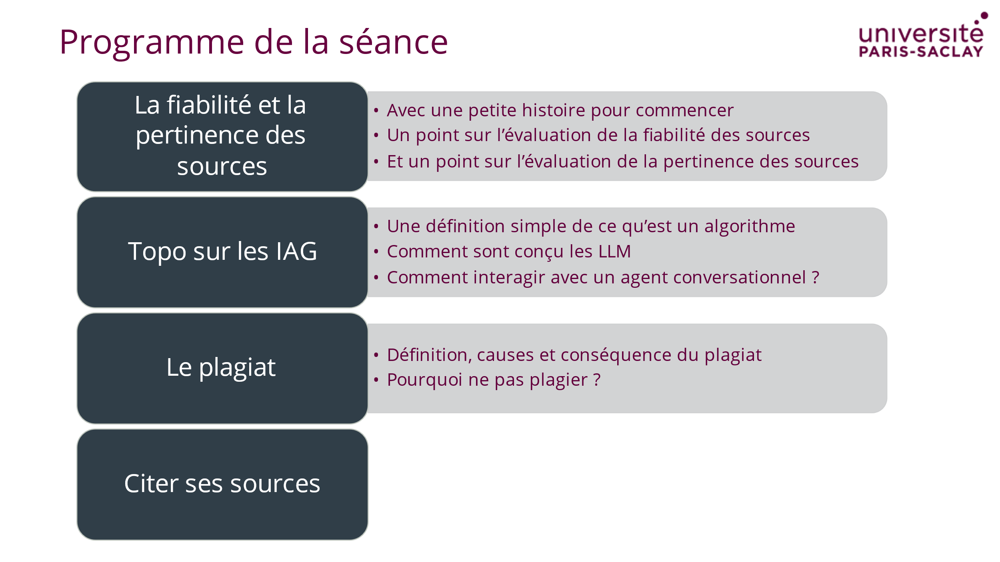 Programme de la séance
université
PARIS-SACLAY
La fiabilité et la
pertinence des
sources
• Avec une petite histoire pour commencer
• Un point sur l’évaluation de la fiabilité des sources
• Et un point sur l’évaluation de la pertinence des sources
Topo sur les IAG
• Une définition simple de ce qu’est un algorithme
• Comment sont conçu les LLM
• Comment interagir avec un agent conversationnel ?
Le plagiat
• Définition, causes et conséquence du plagiat
• Pourquoi ne pas plagier ?
Citer ses sources